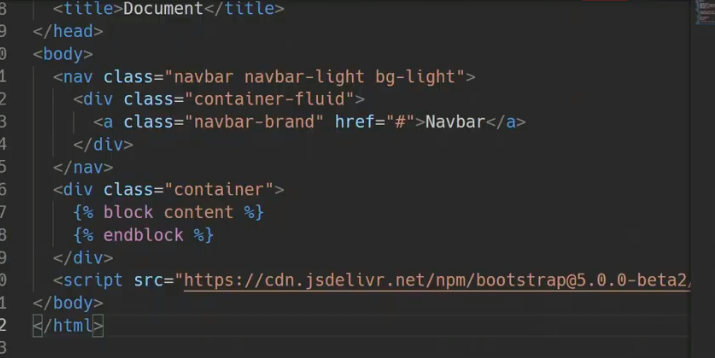 8 <title>Document</title>
9 </head>
0 <body>
1 <nav class="navbar navbar-light bg-light">
2 <div class="container-fluid">
3 <a class="navbar-brand" href="#">Navbar</a>
4 </div>
5 </nav>
6 <div class="container">
7 {% block content %}
8 {% endblock %}
9 </div>
0 <script src="https://cdn.jsdelivr.net/npm/bootstrap@5.0.0-beta2/
1 </body>
2 </html>
3